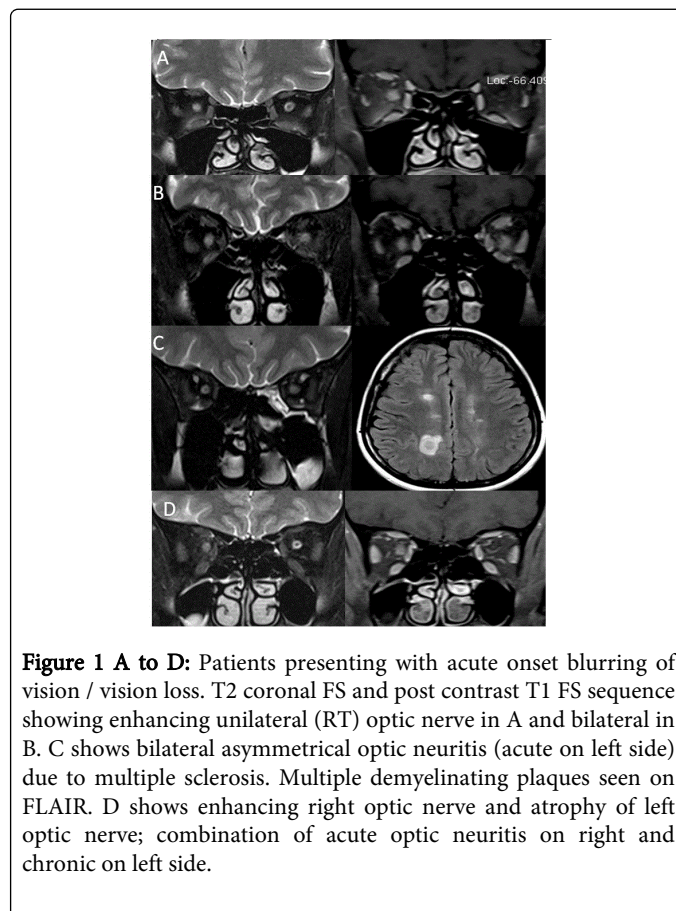 A
Loc:-66.409
B
C
D
Figure 1 A to D: Patients presenting with acute onset blurring of
vision / vision loss. T2 coronal FS and post contrast T1 FS sequence
showing enhancing unilateral (RT) optic nerve in A and bilateral in
B. C shows bilateral asymmetrical optic neuritis (acute on left side)
due to multiple sclerosis. Multiple demyelinating plaques seen on
FLAIR. D shows enhancing right optic nerve and atrophy of left
optic nerve; combination of acute optic neuritis on right and
chronic on left side.